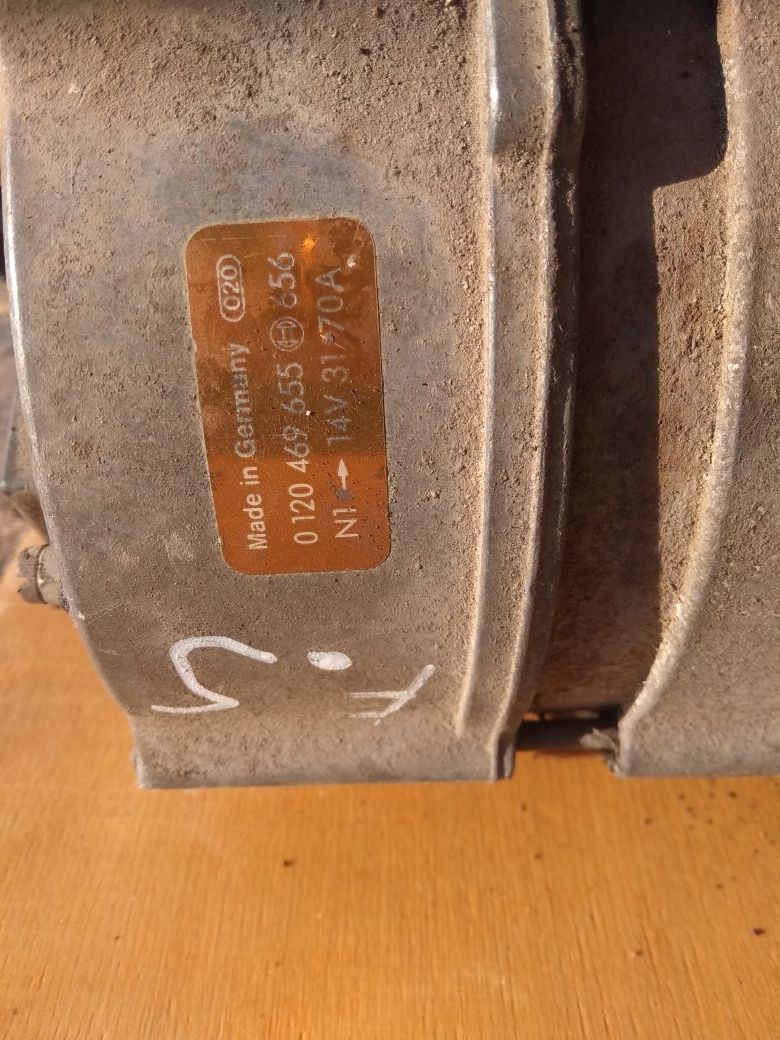 Made in Germany 020
0 120 469 655 656
N1 14V 31/70A